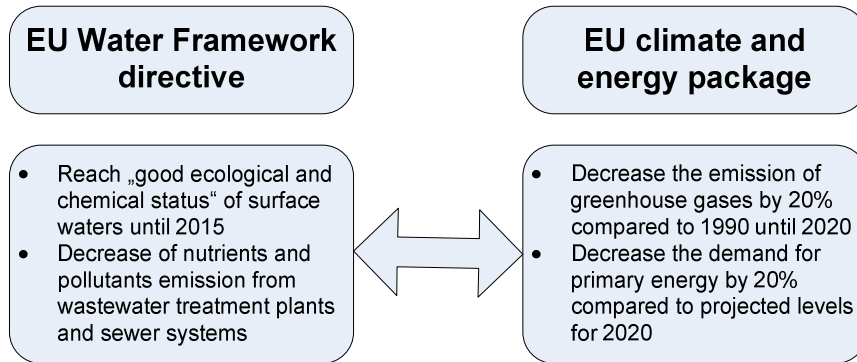 EU Water Framework
directive
EU climate and
energy package
• Reach „good ecological and
chemical status“ of surface
waters until 2015
• Decrease of nutrients and
pollutants emission from
wastewater treatment plants
and sewer systems
• Decrease the emission of
greenhouse gases by 20%
compared to 1990 until 2020
• Decrease the demand for
primary energy by 20%
compared to projected levels
for 2020